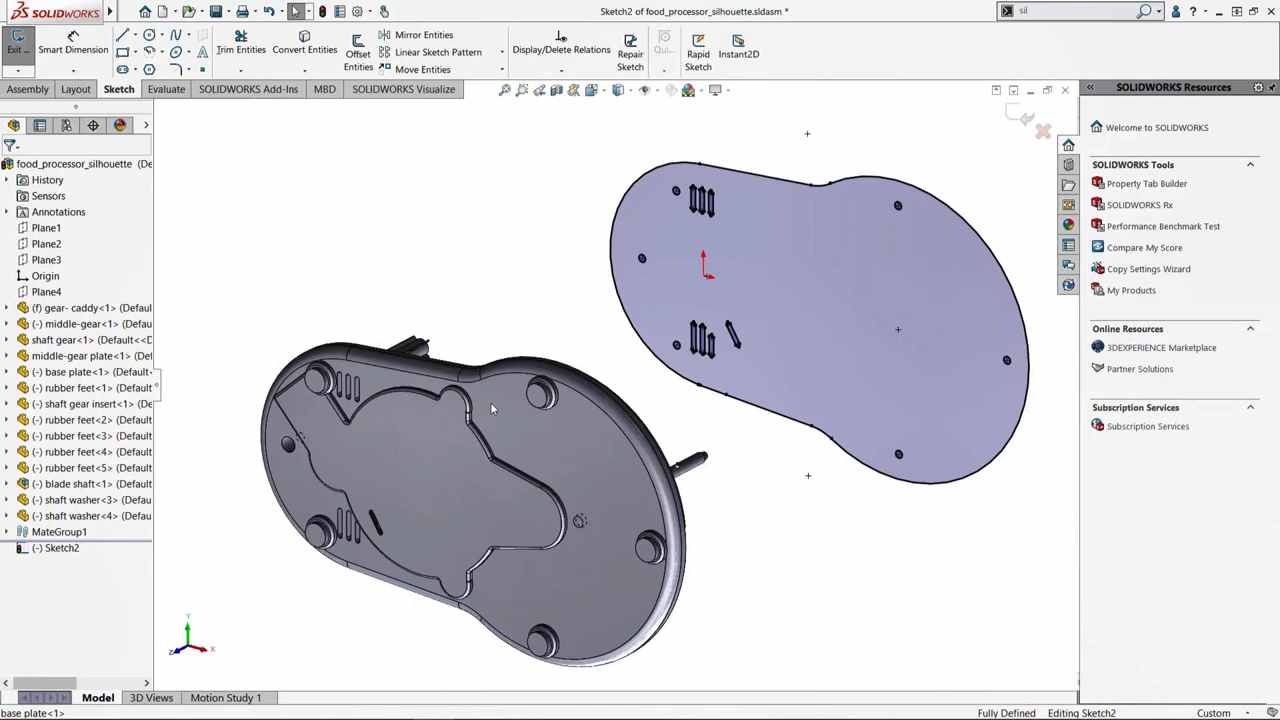 SOLIDWORKS
Sketch2 of food_processor_silhouette.sldasm *
sil
Exit ...
Smart Dimension
Trim Entities
Convert Entities
Offset Entities
Mirror Entities
Linear Sketch Pattern
Move Entities
Display/Delete Relations
Repair Sketch
Qui...
Rapid Sketch
Instant2D
Assembly
Layout
Sketch
Evaluate
SOLIDWORKS Add-Ins
MBD
SOLIDWORKS Visualize
food_processor_silhouette (De
History
Sensors
Annotations
Plane1
Plane2
Plane3
Origin
Plane4
(f) gear- caddy<1> (Defaul
(-) middle-gear<1> (Defau
shaft gear<1> (Default<<D
middle-gear plate<1> (Def
(-) base plate<1> (Default<
(-) rubber feet<1> (Default
(-) shaft gear insert<1> (De
(-) rubber feet<2> (Default
(-) rubber feet<3> (Default
(-) rubber feet<4> (Default
(-) rubber feet<5> (Default
(-) blade shaft<1> (Default
(-) shaft washer<3> (Defau
(-) shaft washer<4> (Defau
MateGroup1
(-) Sketch2
Y
X
Z
SOLIDWORKS Resources
Welcome to SOLIDWORKS
SOLIDWORKS Tools
Property Tab Builder
SOLIDWORKS Rx
Performance Benchmark Test
Compare My Score
Copy Settings Wizard
My Products
Online Resources
3DEXPERIENCE Marketplace
Partner Solutions
Subscription Services
Subscription Services
Model
3D Views
Motion Study 1
base plate<1>
Fully Defined
Editing Sketch2
Custom